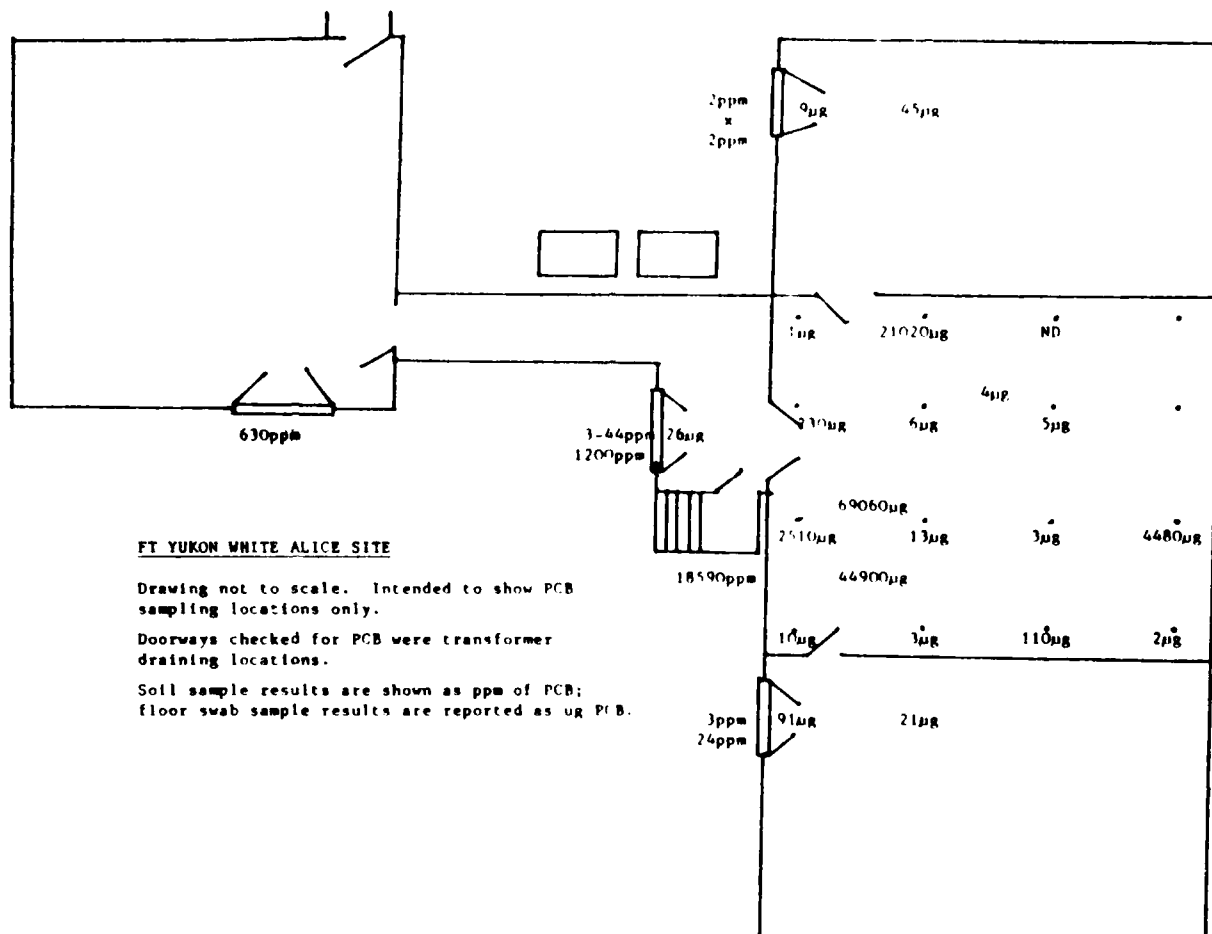 2ppm
x
2ppm
9µg
45µg
1µg
21020µg
ND
4µg
230µg
6µg
5µg
630ppm
3-44ppm
1200ppm
26µg
69060µg
2510µg
13µg
3µg
4480µg
18590ppm
44900µg
10µg
3µg
110µg
2µg
3ppm
24ppm
91µg
21µg
FT YUKON WHITE ALICE SITE
Drawing not to scale. Intended to show PCB
sampling locations only.
Doorways checked for PCB were transformer
draining locations.
Soil sample results are shown as ppm of PCB;
floor swab sample results are reported as ug PCB.